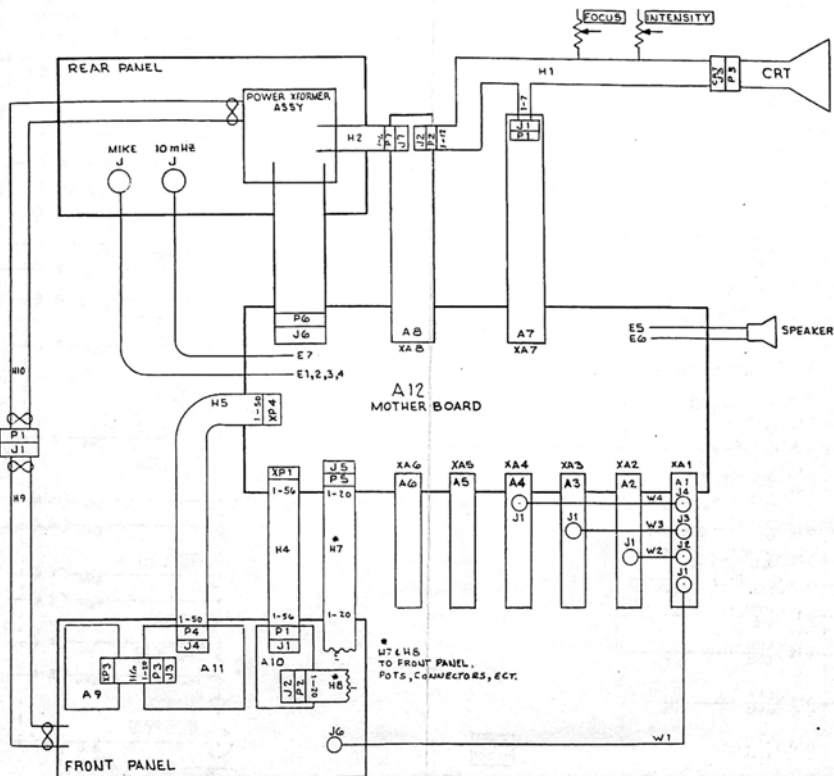 FOCUS
INTENSITY
REAR PANEL
POWER XFORMER
ASSY
H1
CRT
J3
P3
CRT
1-7
J1
P1
H2
1-6
P7
J7
J2
P2
1-12
MIKE
J
10 mHZ
J
P6
J6
A8
XA8
A7
XA7
E5
E6
SPEAKER
E7
E1,2,3,4
A12
MOTHER BOARD
H10
H5
1-50
XP4
P1
J1
H9
XP1
1-56
J5
P5
1-20
XA6
A6
XA5
A5
XA4
A4
XA3
A3
XA2
A2
XA1
A1
J4
W4
J1
J1
W3
J3
J1
W2
J2
J1
H4
*
H7
1-50
P4
J4
1-56
P1
J1
1-20
A9
XP3
H6
1-20
P3
J3
A11
A10
J2
P2
02-1
*
H8
*
H7 & H8
TO FRONT PANEL.
POTS, CONNECTORS, ECT.
J6
W1
FRONT PANEL